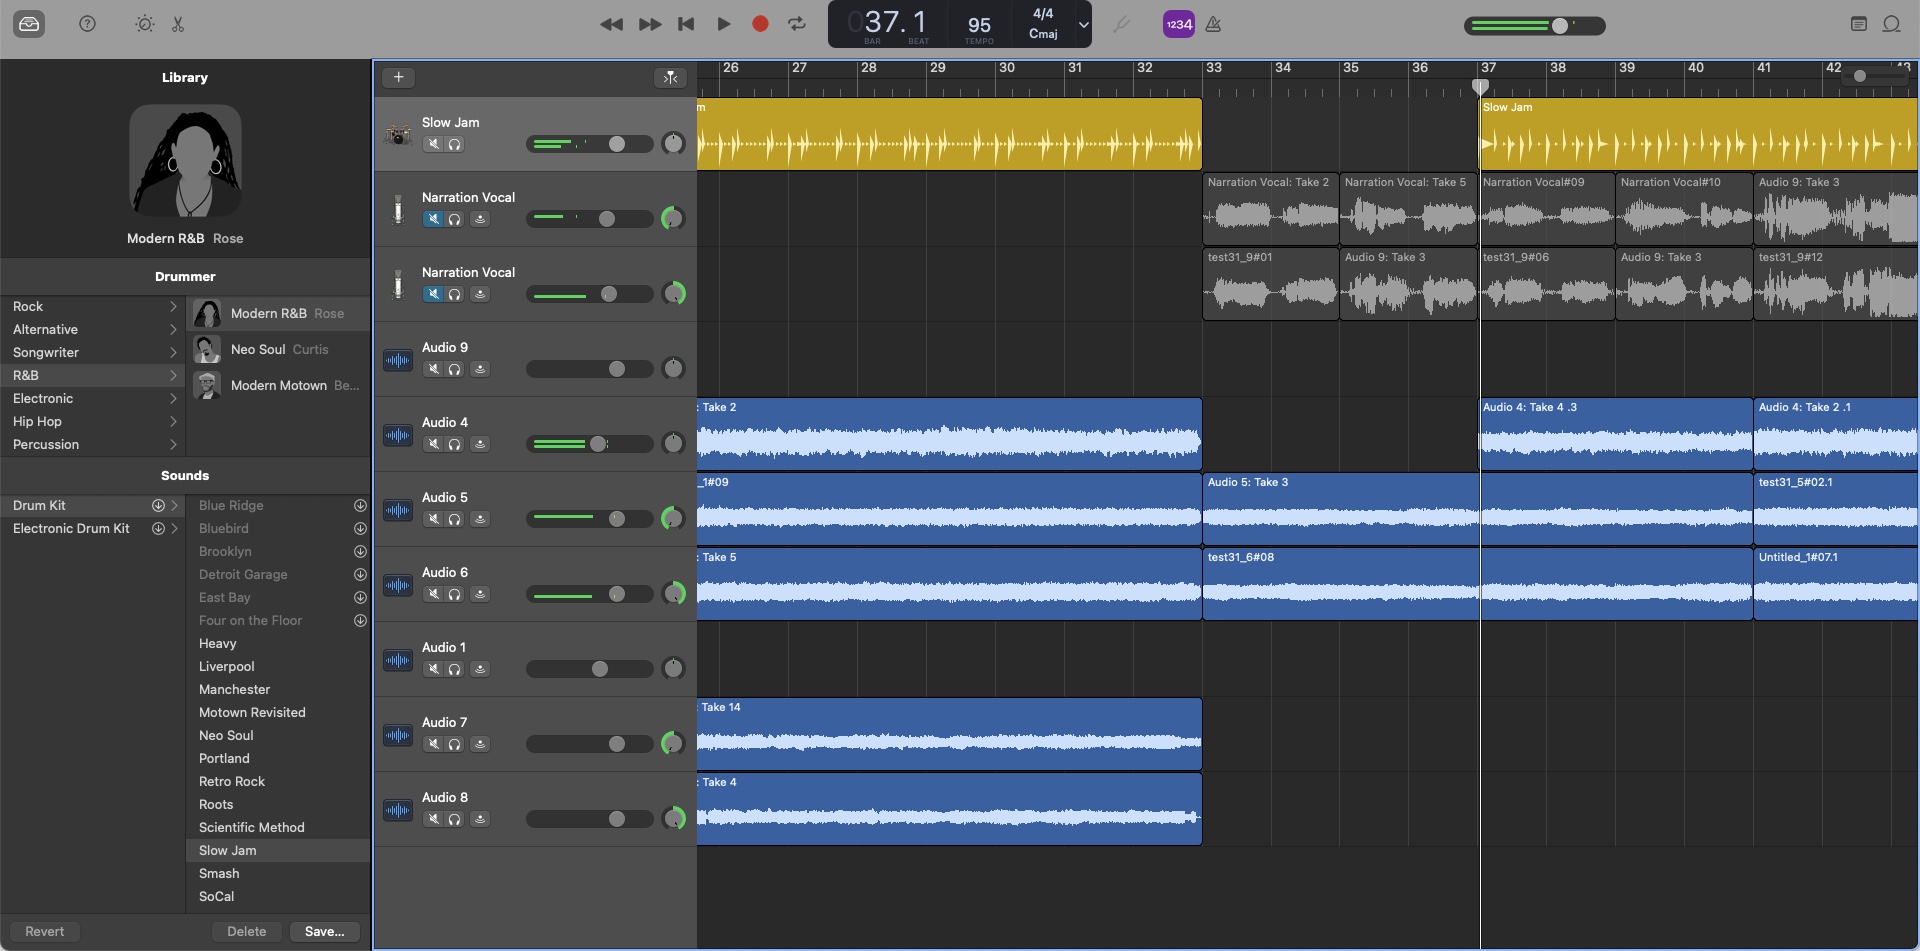 037.1
BAR
BEAT
95
TEMPO
4/4
Cmaj
1234
Library
Modern R&B Rose
Drummer
Rock
Alternative
Songwriter
R&B
Electronic
Hip Hop
Percussion
Modern R&B Rose
Neo Soul Curtis
Modern Motown Be...
Sounds
Drum Kit
Electronic Drum Kit
Blue Ridge
Bluebird
Brooklyn
Detroit Garage
East Bay
Four on the Floor
Heavy
Liverpool
Manchester
Motown Revisited
Neo Soul
Portland
Retro Rock
Roots
Scientific Method
Slow Jam
Smash
SoCal
Revert
Delete
Save...
26 27 28 29 30 31 32 33 34 35 36 37 38 39 40 41 42 43
Slow Jam
m
Slow Jam
Narration Vocal
Narration Vocal: Take 2
Narration Vocal: Take 5
Narration Vocal#09
Narration Vocal#10
Audio 9: Take 3
Narration Vocal
test31_9#01
Audio 9: Take 3
test31_9#06
Audio 9: Take 3
test31_9#12
Audio 9
Audio 4
: Take 2
Audio 4: Take 4 .3
Audio 4: Take 2 .1
Audio 5
_1#09
Audio 5: Take 3
test31_5#02.1
Audio 6
: Take 5
test31_6#08
Untitled_1#07.1
Audio 1
Audio 7
: Take 14
Audio 8
: Take 4